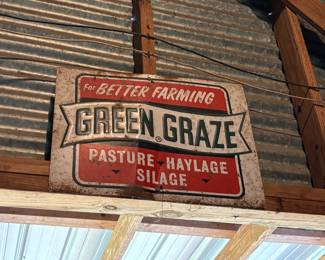 For BETTER FARMING
GREEN GRAZE
PASTURE • HAYLAGE
SILAGE